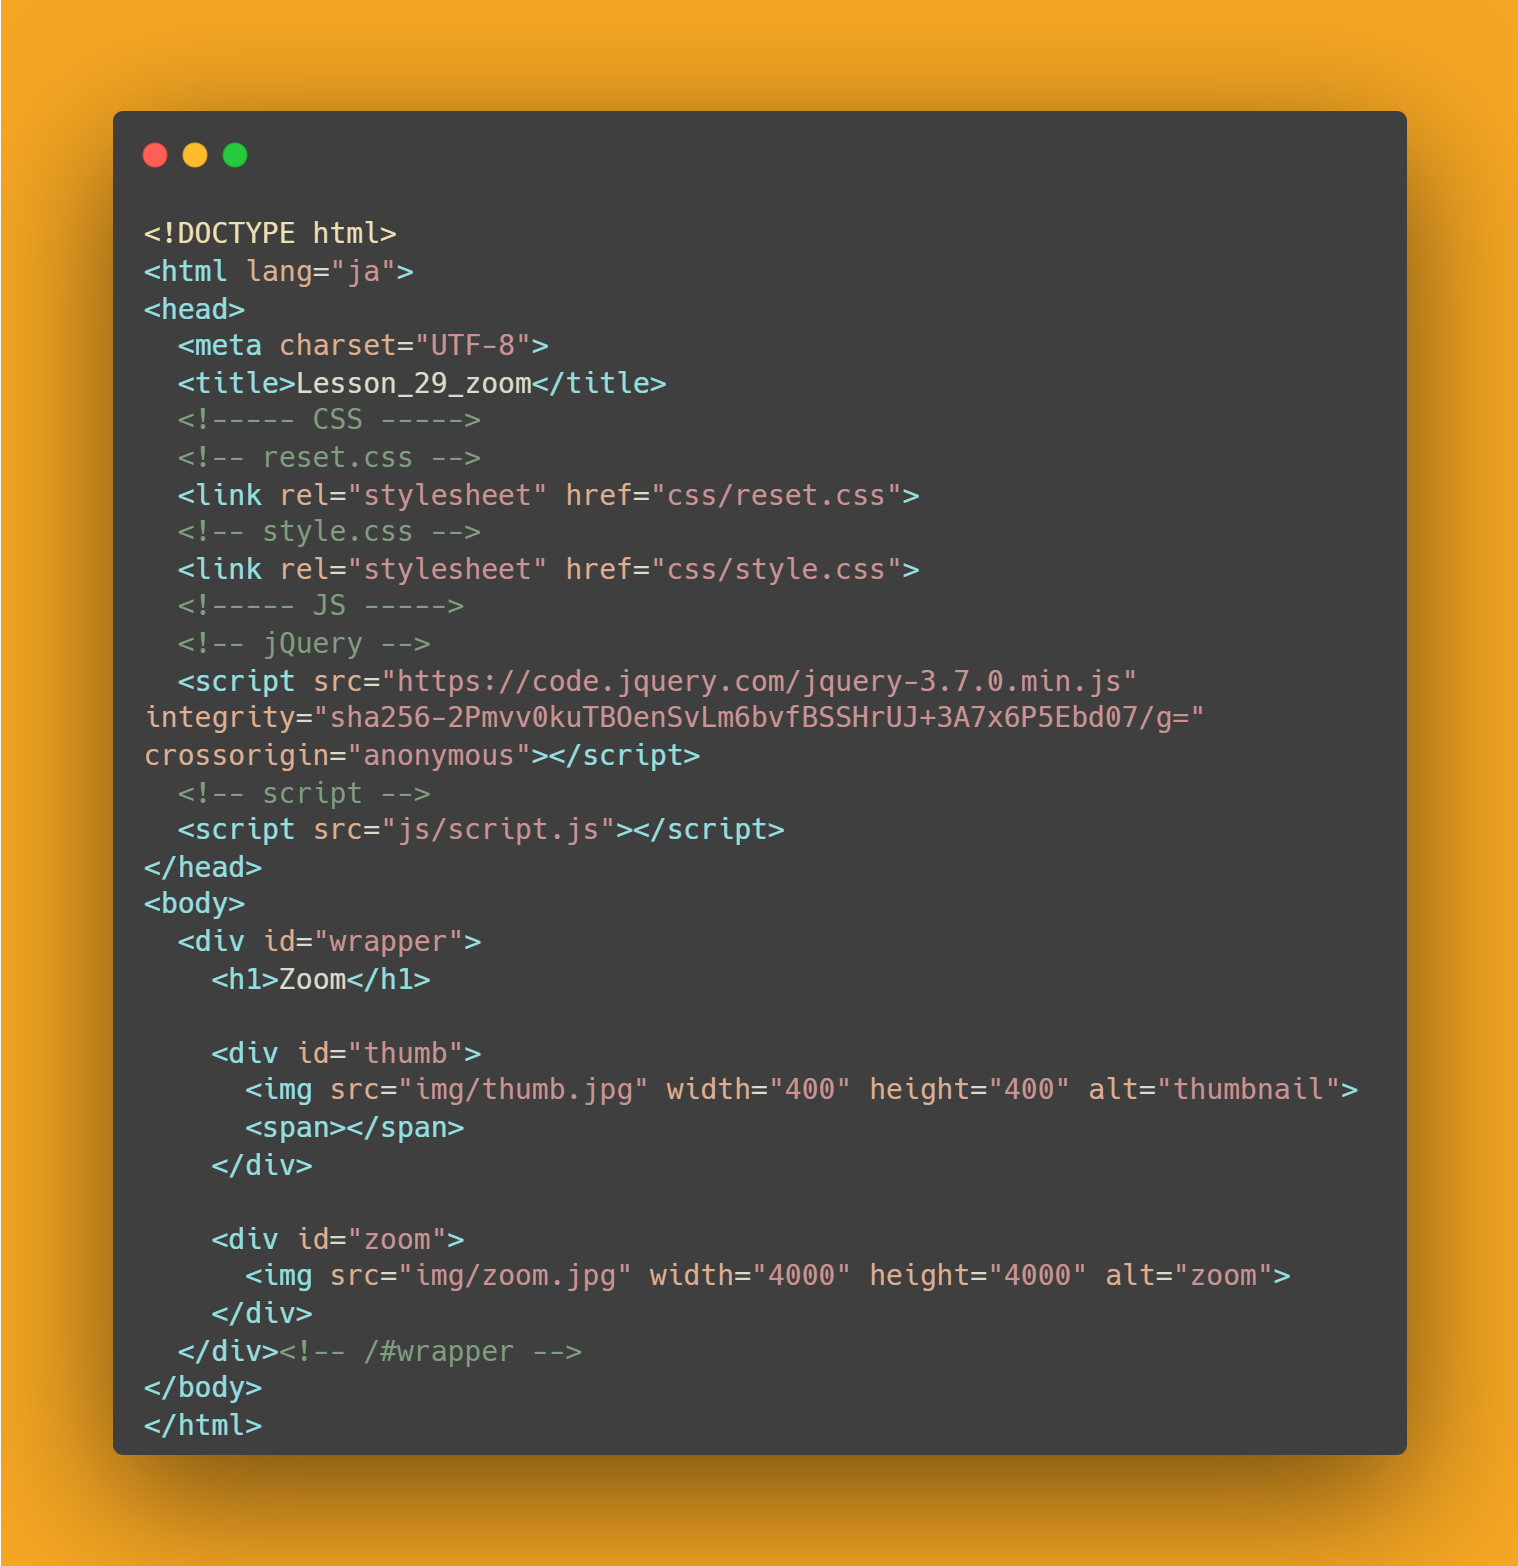 <!DOCTYPE html>
<html lang="ja">
<head>
  <meta charset="UTF-8">
  <title>Lesson_29_zoom</title>
  <!----- CSS ----->
  <!-- reset.css -->
  <link rel="stylesheet" href="css/reset.css">
  <!-- style.css -->
  <link rel="stylesheet" href="css/style.css">
  <!----- JS ----->
  <!-- jQuery -->
  <script src="https://code.jquery.com/jquery-3.7.0.min.js"
integrity="sha256-2Pmvv0kuTBOenSvLm6bvfBSSHrUJ+3A7x6P5Ebd07/g="
crossorigin="anonymous"></script>
  <!-- script -->
  <script src="js/script.js"></script>
</head>
<body>
  <div id="wrapper">
    <h1>Zoom</h1>

    <div id="thumb">
      <img src="img/thumb.jpg" width="400" height="400" alt="thumbnail">
      <span></span>
    </div>

    <div id="zoom">
      <img src="img/zoom.jpg" width="4000" height="4000" alt="zoom">
    </div>
  </div><!-- /#wrapper -->
</body>
</html>